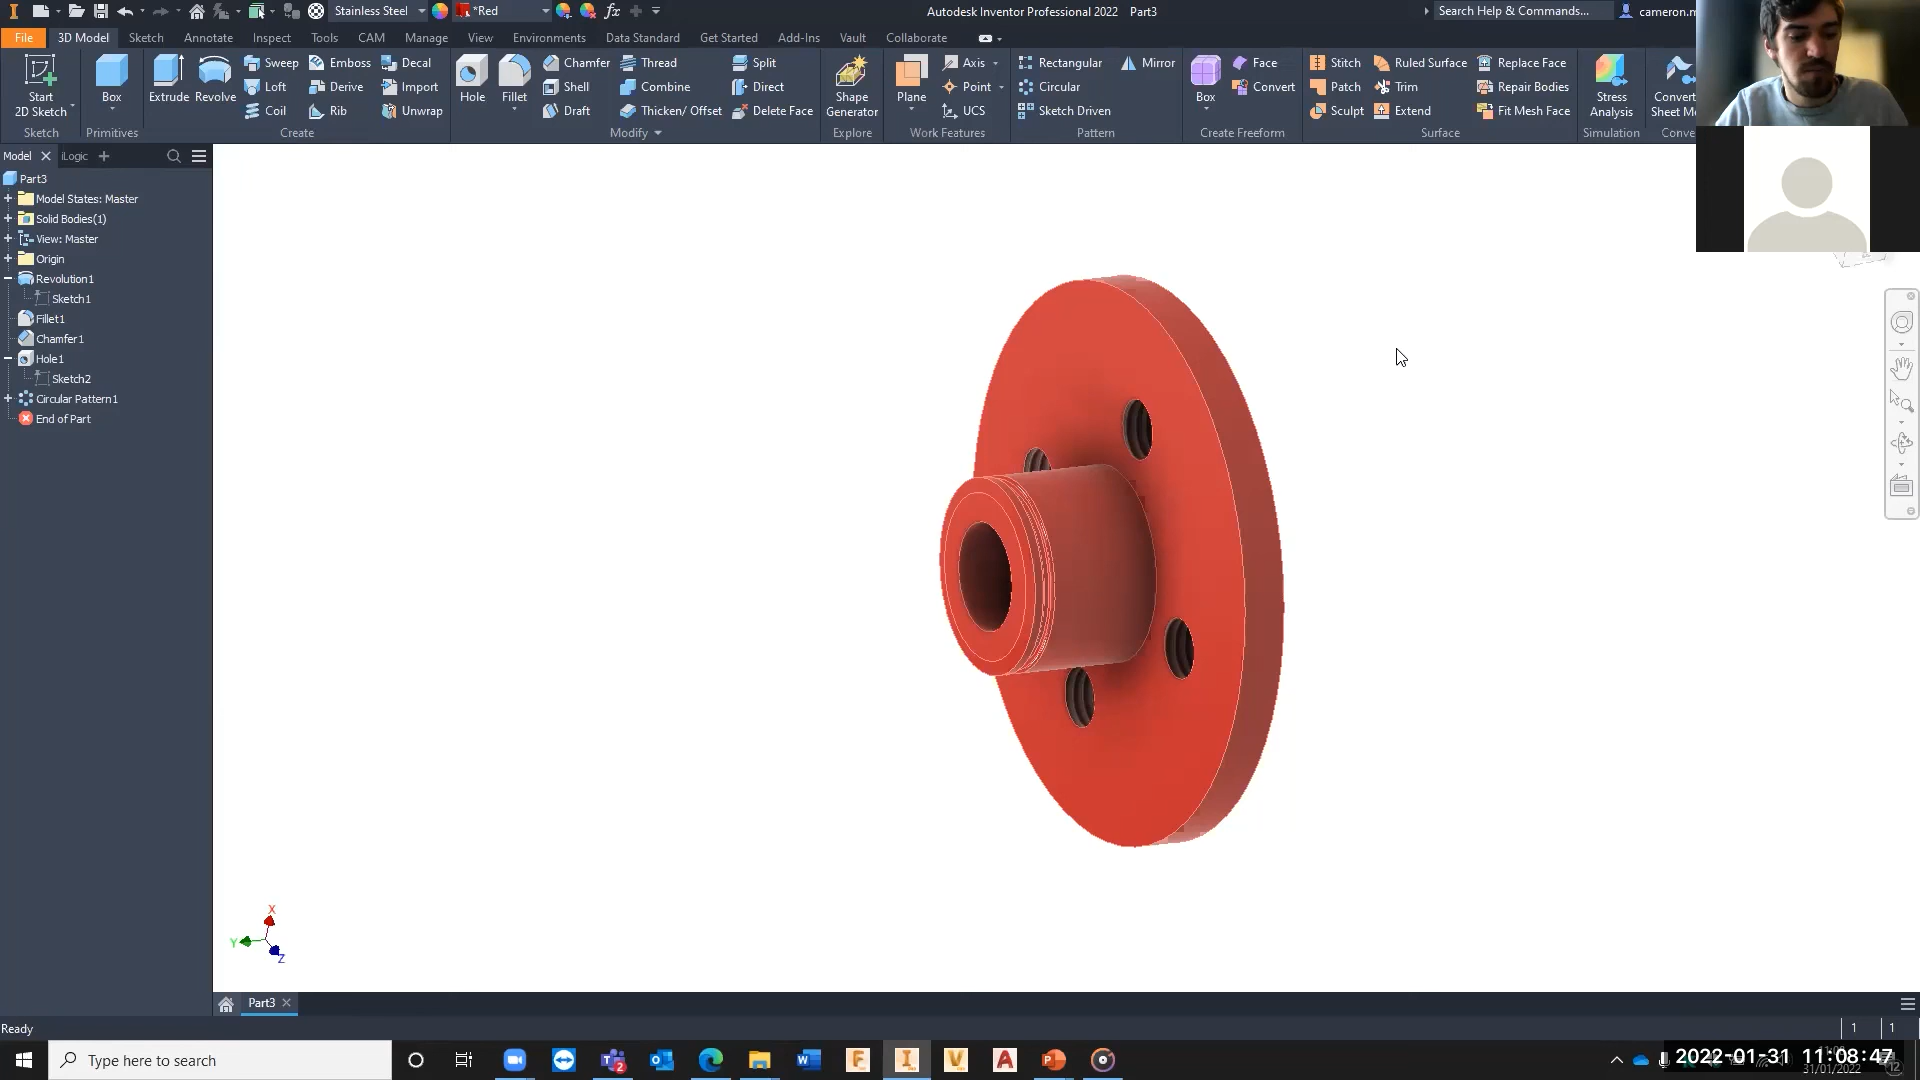 Stainless Steel *Red fx Autodesk Inventor Professional 2022 Part3 Search Help & Commands... cameron.m
File 3D Model Sketch Annotate Inspect Tools CAM Manage View Environments Data Standard Get Started Add-Ins Vault Collaborate
Sweep Emboss Decal Chamfer Thread Split Axis Rectangular Mirror Face Stitch Ruled Surface Replace Face
Start 2D Sketch Box Extrude Revolve Loft Derive Import Hole Fillet Shell Combine Direct Shape Generator Plane Point Circular Box Convert Patch Trim Repair Bodies Stress Analysis Convert Sheet M
Coil Rib Unwrap Draft Thicken/ Offset Delete Face UCS Sketch Driven Sculpt Extend Fit Mesh Face
Sketch Primitives Create Modify Explore Work Features Pattern Create Freeform Surface Simulation Conve
Model iLogic
Part3
Model States: Master
Solid Bodies(1)
View: Master
Origin
Revolution1
Sketch1
Fillet1
Chamfer1
Hole1
Sketch2
Circular Pattern1
End of Part
X
Y
Z
Part3
Ready 1 1
Type here to search 2 F I V A
2022-01-31 11:08:47
31/01/2022 12